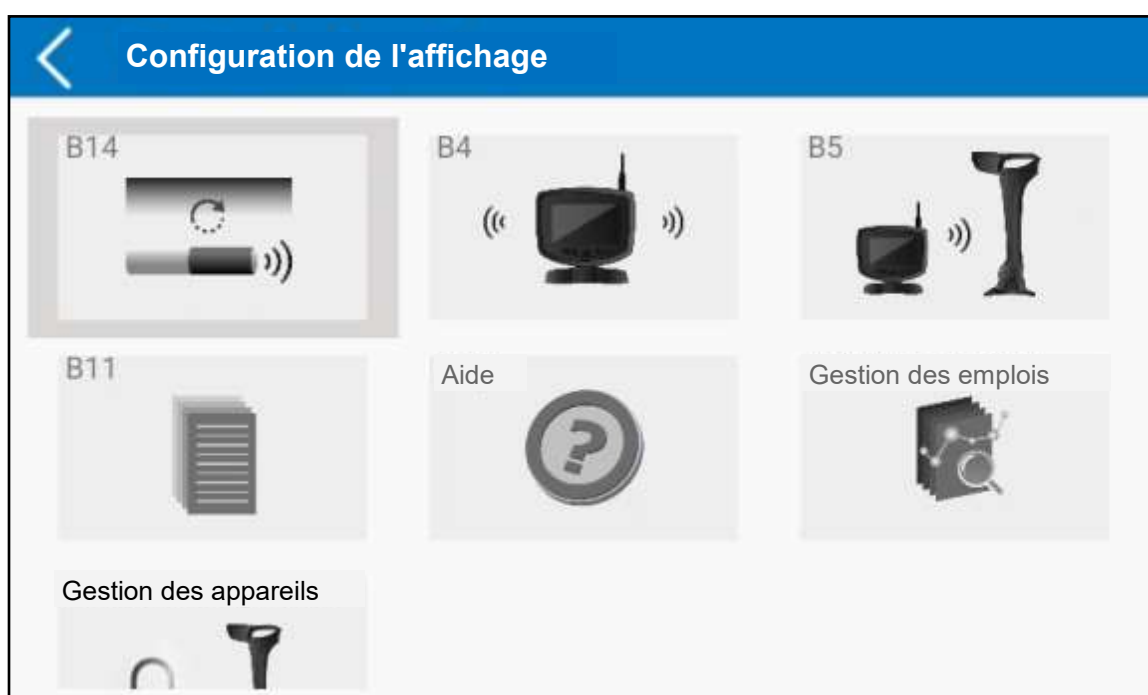 Configuration de l'affichage
B14
B4
B5
B11
Aide
Gestion des emplois
Gestion des appareils